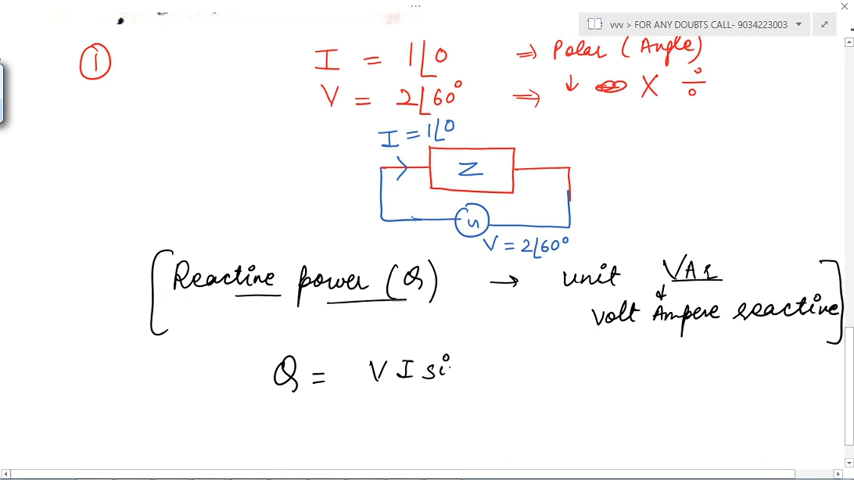 vvv > FOR ANY DOUBTS CALL- 9034223003
①
I = 1∠0 ⇒ Polar (Angle)
V = 2∠60° ⇒ ↓ X ÷
I = 1∠0
Z
V = 2∠60°
[Reactive power (Q) → unit VAr
volt Ampere reactive]
Q = V I si